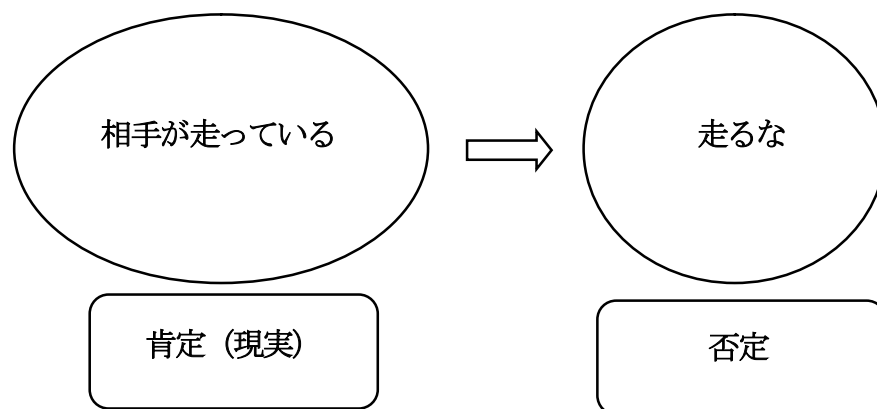 相手が走っている
走るな
肯定（現実）
否定